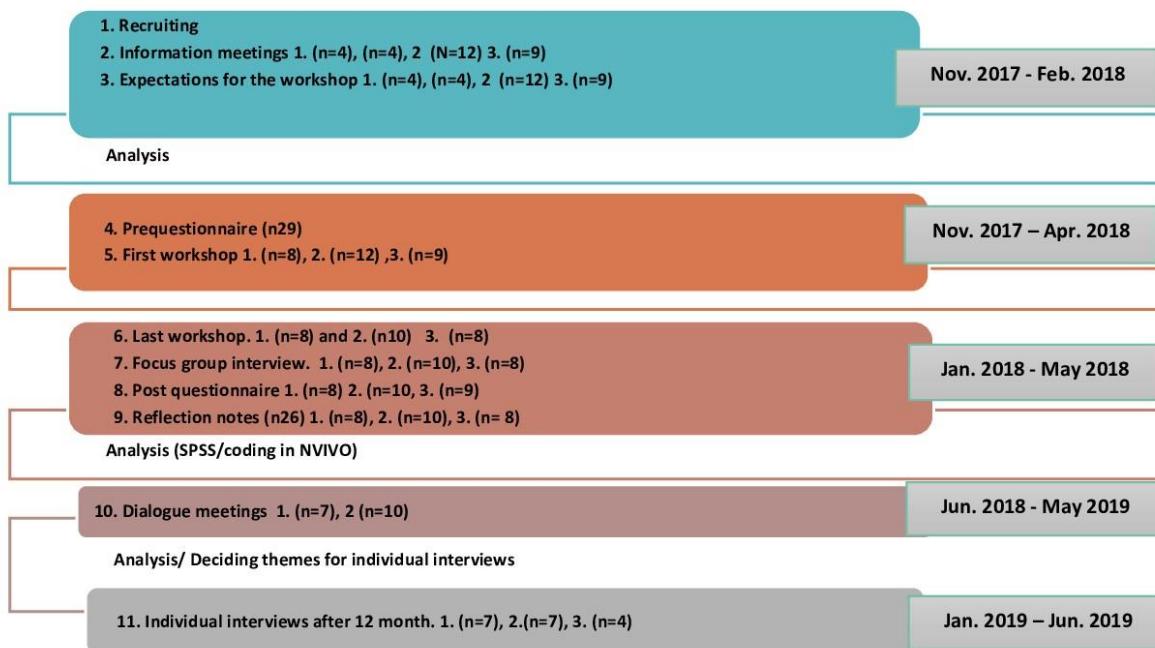 1. Recruiting
2. Information meetings 1. (n=4), (n=4), 2 (N=12) 3. (n=9)
3. Expectations for the workshop 1. (n=4), (n=4), 2 (n=12) 3. (n=9)
Nov. 2017 - Feb. 2018
Analysis
4. Prequestionnaire (n29)
5. First workshop 1. (n=8), 2. (n=12) ,3. (n=9)
Nov. 2017 – Apr. 2018
6. Last workshop. 1. (n=8) and 2. (n10) 3. (n=8)
7. Focus group interview. 1. (n=8), 2. (n=10), 3. (n=8)
8. Post questionnaire 1. (n=8) 2. (n=10, 3. (n=9)
9. Reflection notes (n26) 1. (n=8), 2. (n=10), 3. (n= 8)
Jan. 2018 - May 2018
Analysis (SPSS/coding in NVIVO)
10. Dialogue meetings 1. (n=7), 2 (n=10)
Jun. 2018 - May 2019
Analysis/ Deciding themes for individual interviews
11. Individual interviews after 12 month. 1. (n=7), 2.(n=7), 3. (n=4)
Jan. 2019 – Jun. 2019